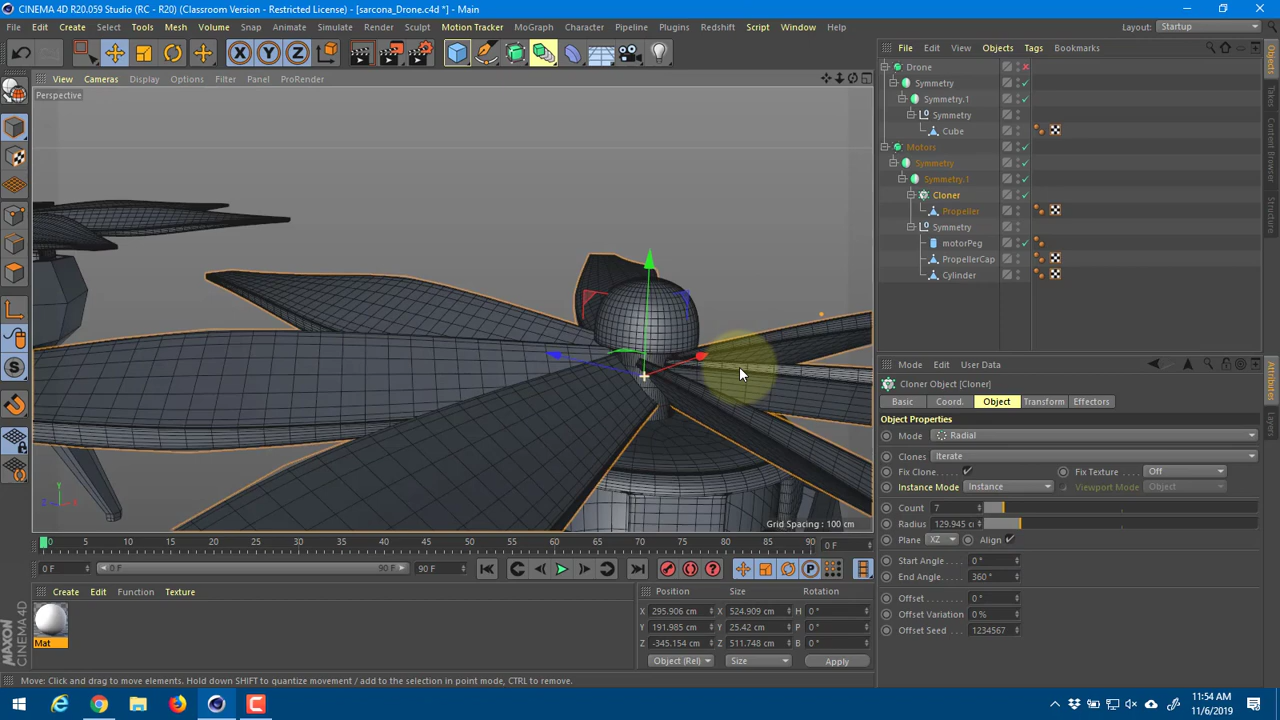 CINEMA 4D R20.059 Studio (RC - R20) (Classroom Version - Restricted License) - [sarcona_Drone.c4d *] - Main
File Edit Create Select Tools Mesh Volume Snap Animate Simulate Render Sculpt Motion Tracker MoGraph Character Pipeline Plugins Redshift Script Window Help Layout: Startup
X Y Z
File Edit View Objects Tags Bookmarks
View Cameras Display Options Filter Panel ProRender
Perspective
Drone
Symmetry
Symmetry.1
Symmetry
Cube
Motors
Symmetry
Symmetry.1
Cloner
Propeller
Symmetry
motorPeg
PropellerCap
Cylinder
Objects
Takes
Content Browser
Structure
Mode Edit User Data
Cloner Object [Cloner]
Basic Coord. Object Transform Effectors
Object Properties
Mode Radial
Clones Iterate
Fix Clone . . . Fix Texture . . . . Off
Instance Mode Instance Viewport Mode Object
Count 7
Radius 129.945 c
Plane XZ Align
Start Angle 0 °
End Angle 360 °
Offset 0 °
Offset Variation 0 %
Offset Seed 1234567
Attributes
Layers
Y
Z X
Grid Spacing : 100 cm
0 5 10 15 20 25 30 35 40 45 50 55 60 65 70 75 80 85 90 0 F
0 F 0 F 90 F 90 F
Create Edit Function Texture
Mat
Position Size Rotation
X 295.906 cm X 524.909 cm H 0 °
Y 191.985 cm Y 25.42 cm P 0 °
Z -345.154 cm Z 511.748 cm B 0 °
Object (Rel) Size Apply
MAXON
CINEMA 4D
Move: Click and drag to move elements. Hold down SHIFT to quantize movement / add to the selection in point mode, CTRL to remove.
11:54 AM
11/6/2019